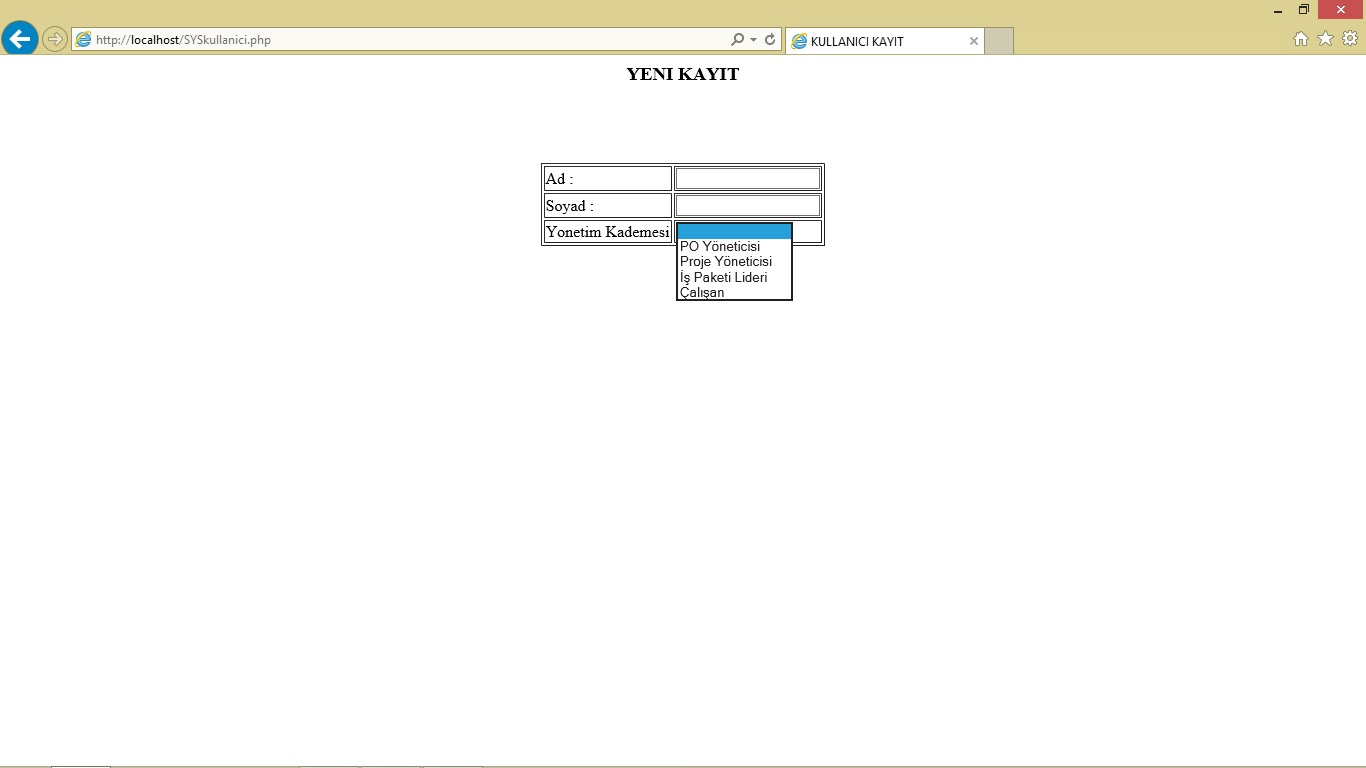 http://localhost/SYSkullanici.php
KULLANICI KAYIT
YENI KAYIT
Ad :
Soyad :
Yonetim Kademesi
PO Yöneticisi
Proje Yöneticisi
İş Paketi Lideri
Çalışan